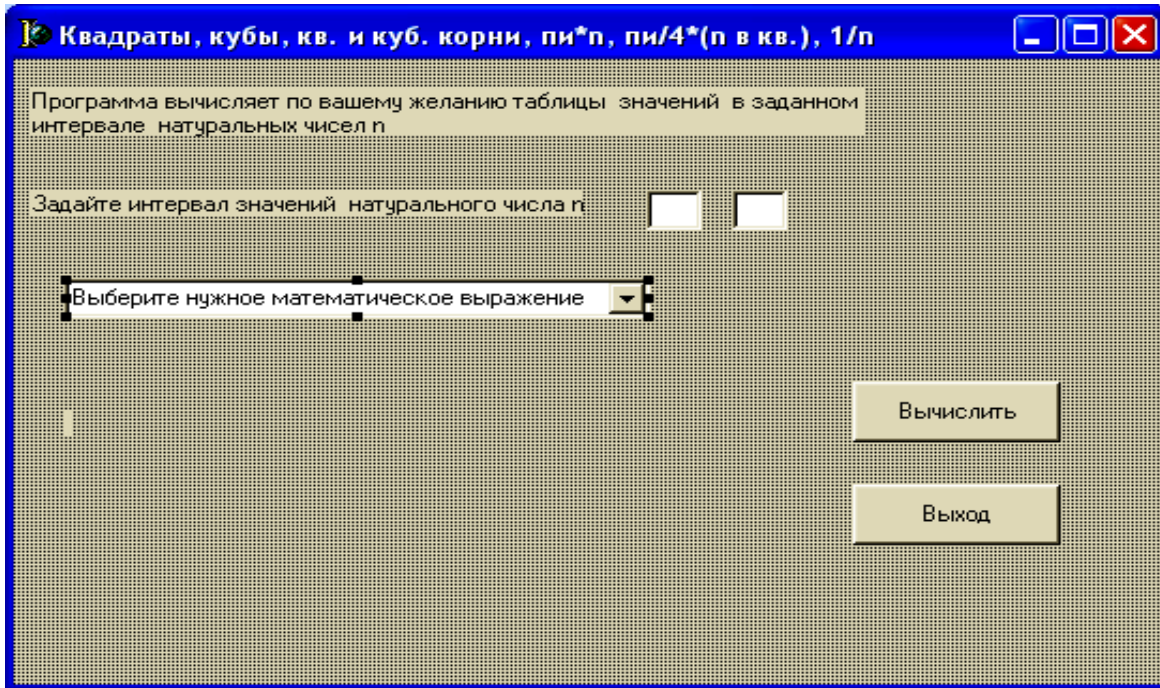 Квадраты, кубы, кв. и куб. корни, пи*n, пи/4*(n в кв.), 1/n
Программа вычисляет по вашему желанию таблицы значений в заданном
интервале натуральных чисел n
Задайте интервал значений натурального числа n
Выберите нужное математическое выражение
Вычислить
Выход